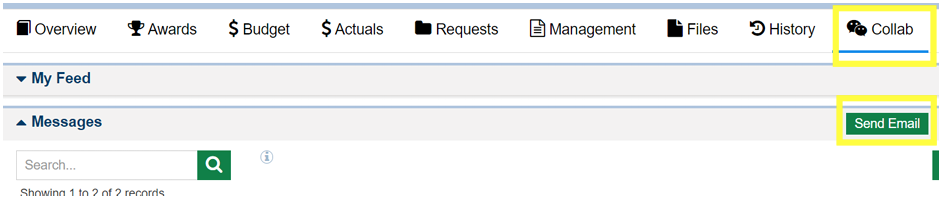 Overview Awards $ Budget $ Actuals Requests Management Files History Collab
My Feed
Messages Send Email
Search...
Showing 1 to 2 of 2 records